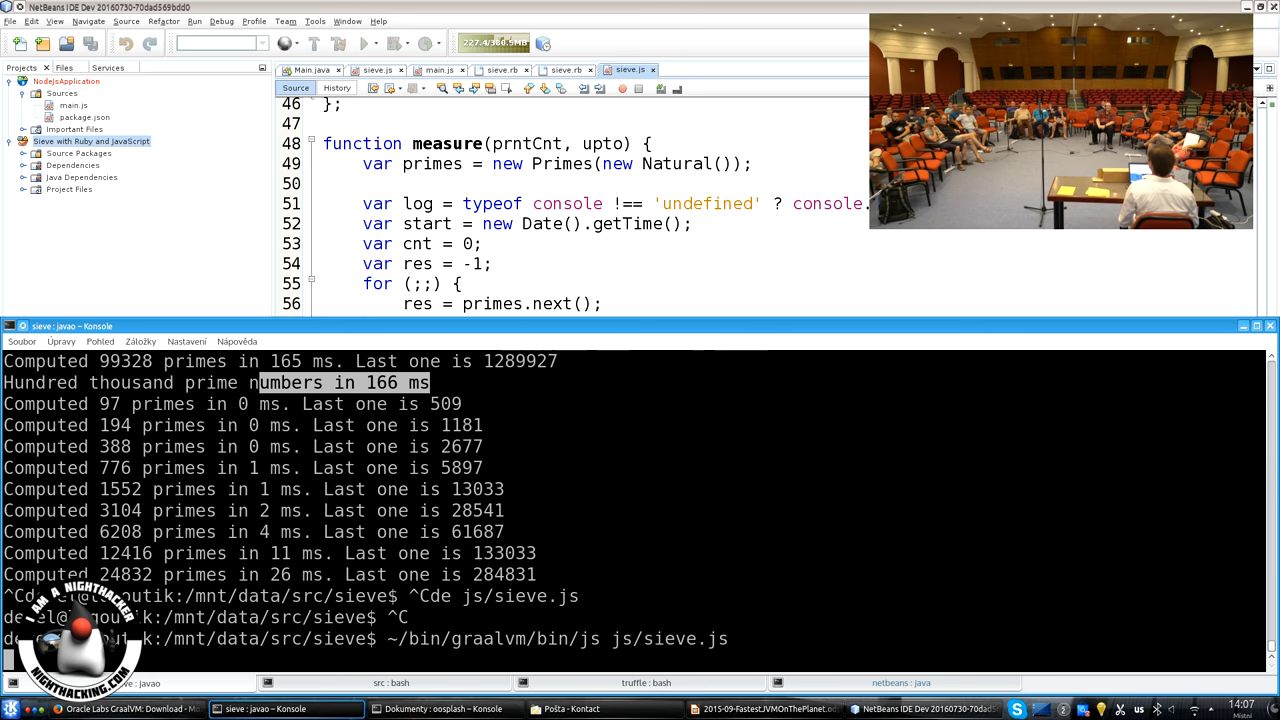 NetBeans IDE Dev 20160730-70dad569bdd0
File Edit View Navigate Source Refactor Run Debug Profile Team Tools Window Help
227.4/380.5MB
Projects Files Services
Main.java sieve.js main.js sieve.rb sieve.rb sieve.js
Source History
NodeJsApplication
Sources
main.js
package.json
Important Files
Sieve with Ruby and JavaScript
Source Packages
Dependencies
Java Dependencies
Project Files
46 };
47
48 function measure(prntCnt, upto) {
49 var primes = new Primes(new Natural());
50
51 var log = typeof console !== 'undefined' ? console.
52 var start = new Date().getTime();
53 var cnt = 0;
54 var res = -1;
55 for (;;) {
56 res = primes.next();
sieve : javao – Konsole
Soubor Úpravy Pohled Záložky Nastavení Nápověda
Computed 99328 primes in 165 ms. Last one is 1289927
Hundred thousand prime numbers in 166 ms
Computed 97 primes in 0 ms. Last one is 509
Computed 194 primes in 0 ms. Last one is 1181
Computed 388 primes in 0 ms. Last one is 2677
Computed 776 primes in 1 ms. Last one is 5897
Computed 1552 primes in 1 ms. Last one is 13033
Computed 3104 primes in 2 ms. Last one is 28541
Computed 6208 primes in 4 ms. Last one is 61687
Computed 12416 primes in 11 ms. Last one is 133033
Computed 24832 primes in 26 ms. Last one is 284831
:/mnt/data/src/sieve$ ^Cde js/sieve.js
:/mnt/data/src/sieve$ ^C
:/mnt/data/src/sieve$ ~/bin/graalvm/bin/js js/sieve.js
I AM A NIGHTHACKER
NIGHTHACKING.COM
: javao src : bash truffle : bash netbeans : java
Oracle Labs GraalVM: Download - Mo sieve : javao – Konsole Dokumenty : oosplash – Konsole Pošta - Kontact 2015-09-FastestJVMOnThePlanet.odp NetBeans IDE Dev 20160730-70dad56 us 14:07
Místní